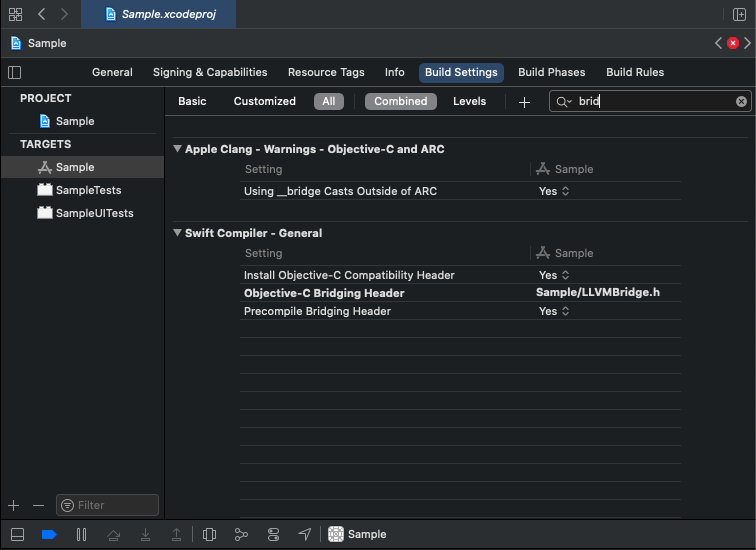 Sample.xcodeproj
Sample
General Signing & Capabilities Resource Tags Info Build Settings Build Phases Build Rules
PROJECT
Sample
TARGETS
Sample
SampleTests
SampleUITests
Basic Customized All Combined Levels brid
Apple Clang - Warnings - Objective-C and ARC
Setting Sample
Using __bridge Casts Outside of ARC Yes
Swift Compiler - General
Setting Sample
Install Objective-C Compatibility Header Yes
Objective-C Bridging Header Sample/LLVMBridge.h
Precompile Bridging Header Yes
Filter
Sample